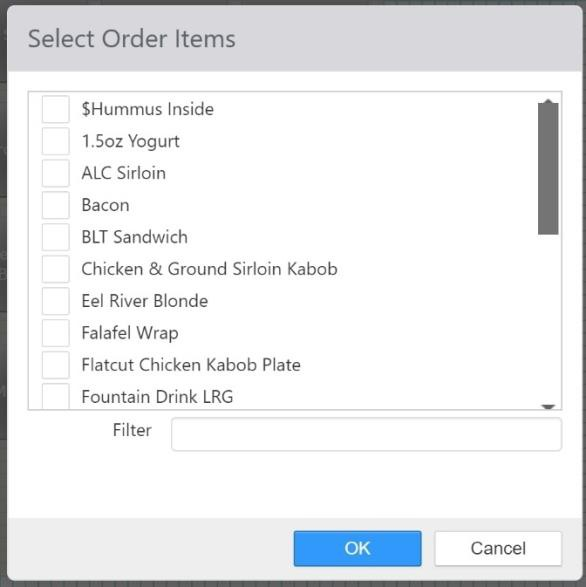 Select Order Items
$Hummus Inside
1.5oz Yogurt
ALC Sirloin
Bacon
BLT Sandwich
Chicken & Ground Sirloin Kabob
Eel River Blonde
Falafel Wrap
Flatcut Chicken Kabob Plate
Fountain Drink LRG
Filter
OK
Cancel